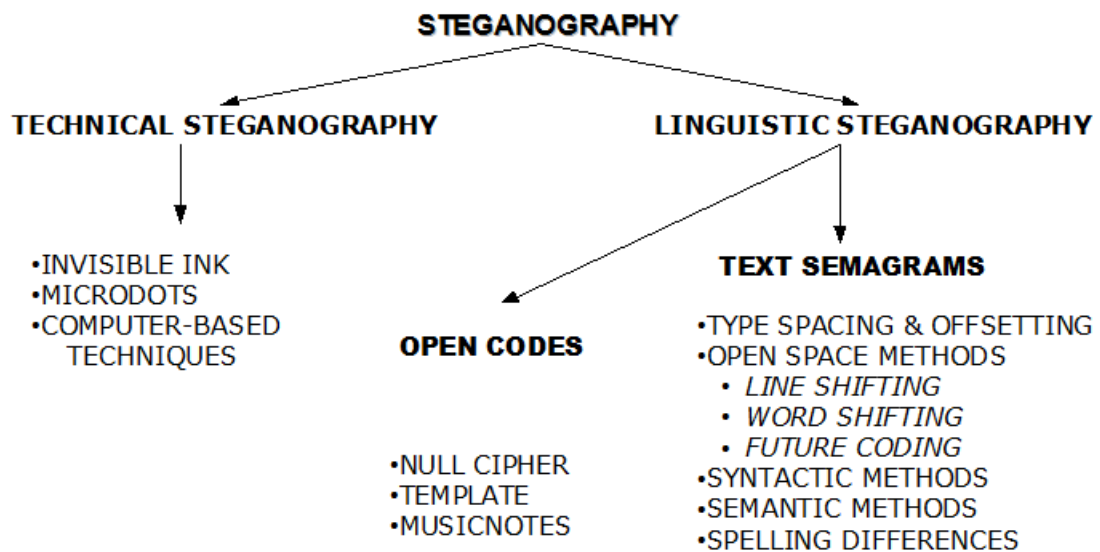 STEGANOGRAPHY
TECHNICAL STEGANOGRAPHY
•INVISIBLE INK
•MICRODOTS
•COMPUTER-BASED
TECHNIQUES
LINGUISTIC STEGANOGRAPHY
OPEN CODES
•NULL CIPHER
•TEMPLATE
•MUSICNOTES
TEXT SEMAGRAMS
•TYPE SPACING & OFFSETTING
•OPEN SPACE METHODS
• LINE SHIFTING
• WORD SHIFTING
• FUTURE CODING
•SYNTACTIC METHODS
•SEMANTIC METHODS
•SPELLING DIFFERENCES